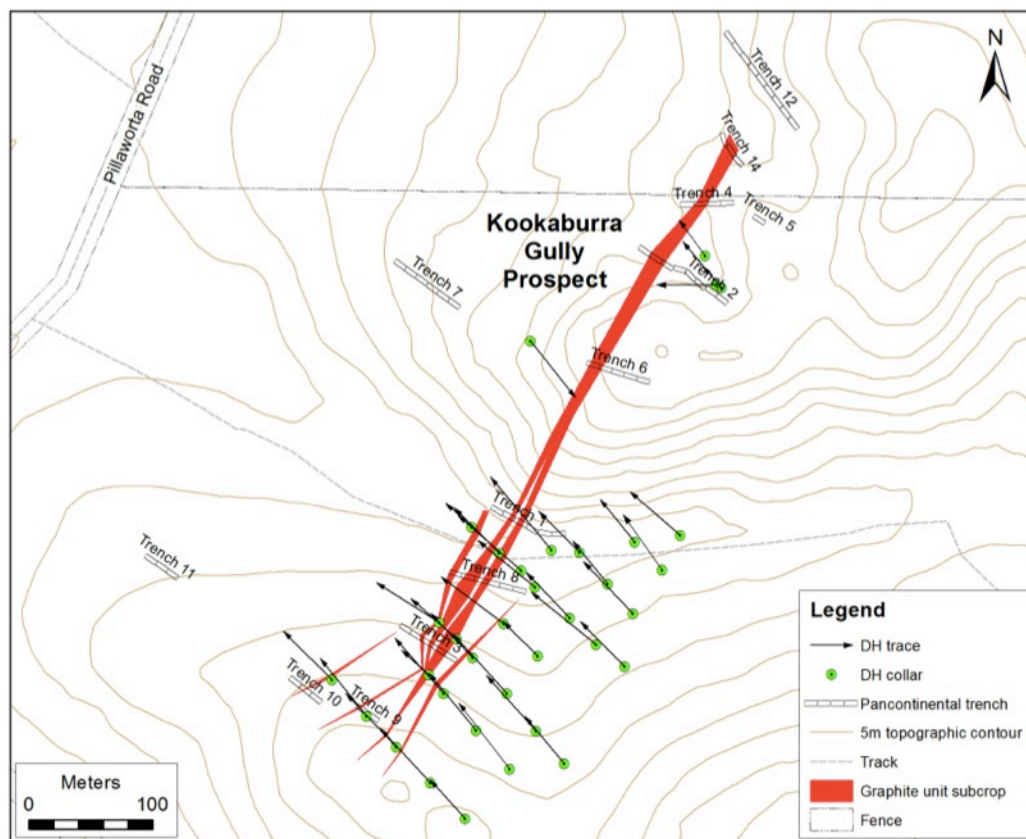 N
Pillaworta Road
Trench 12
Trench 14
Trench 4
Trench 5
Kookaburra
Gully
Prospect
Trench 7
Trench 2
Trench 6
Trench 1
Trench 11
Trench 8
Trench 3
Trench 10
Trench 9
Legend
DH trace
DH collar
Pancontinental trench
5m topographic contour
Track
Graphite unit subcrop
Fence
Meters
0 100